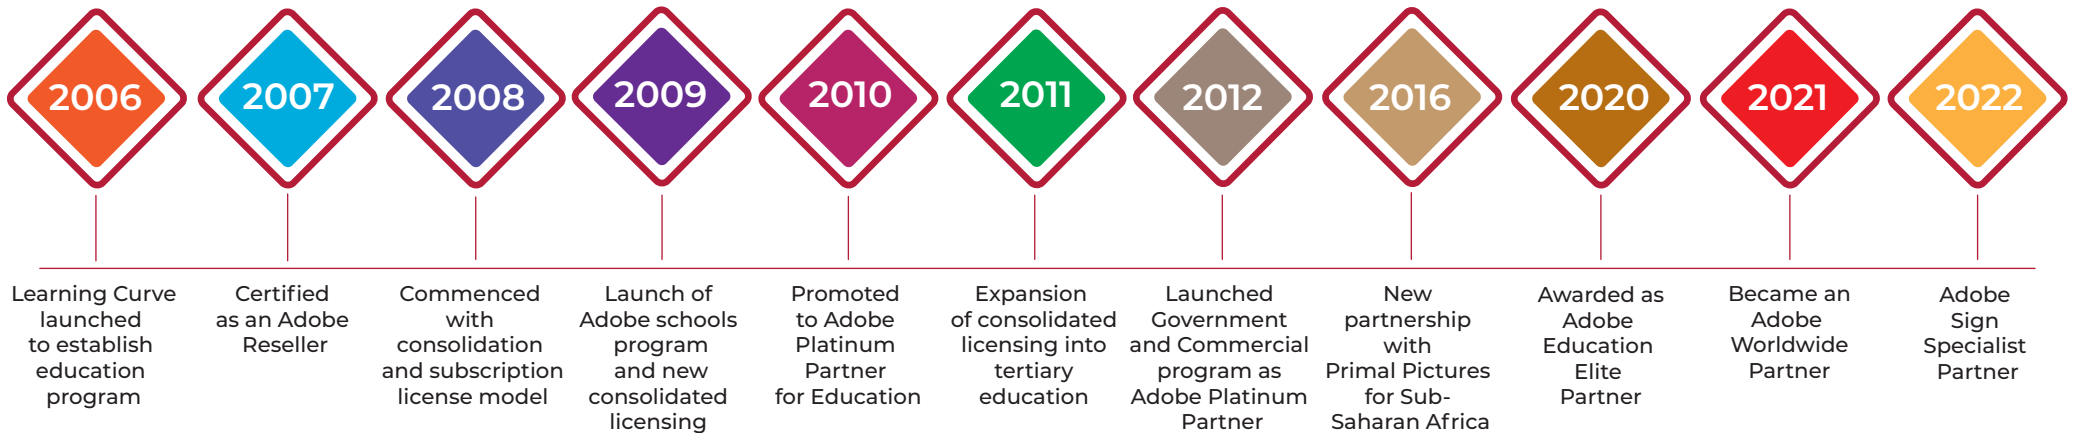 2006
2007
2008
2009
2010
2011
2012
2016
2020
2021
2022
Learning Curve
launched
to establish
education
program
Certified
as an Adobe
Reseller
Commenced
with
consolidation
and subscription
license model
Launch of
Adobe schools
program
and new
consolidated
licensing
Promoted
to Adobe
Platinum
Partner
for Education
Expansion
of consolidated
licensing into
tertiary
education
Launched
Government
and Commercial
program as
Adobe Platinum
Partner
New
partnership
with
Primal Pictures
for Sub-
Saharan Africa
Awarded as
Adobe
Education
Elite
Partner
Became an
Adobe
Worldwide
Partner
Adobe
Sign
Specialist
Partner